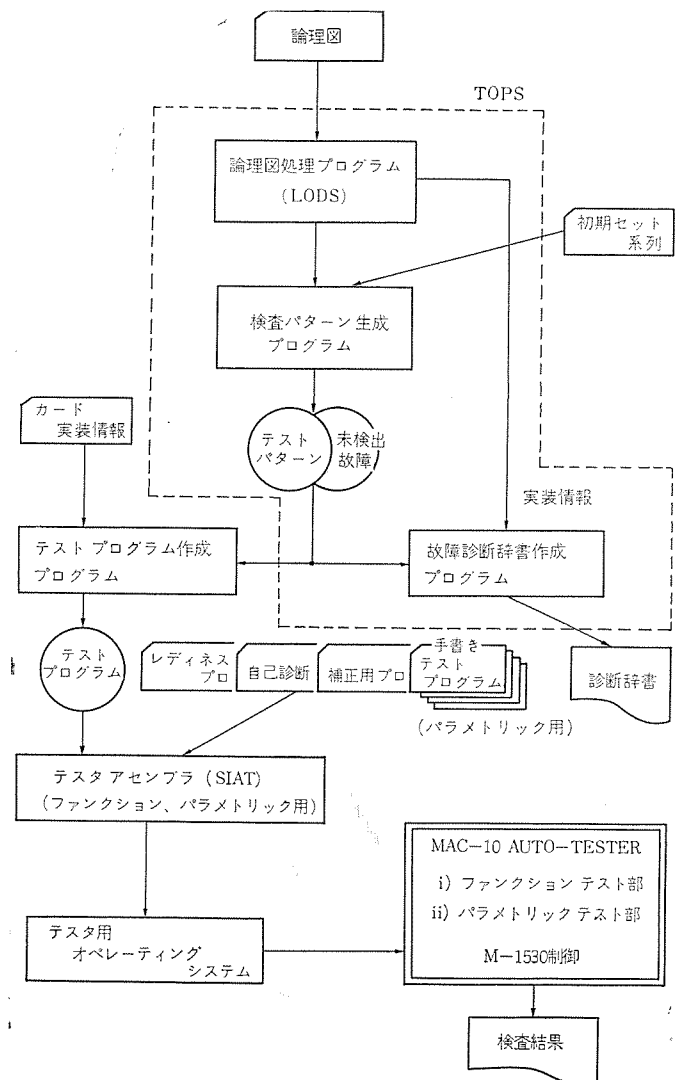 論理図
TOPS
論理図処理プログラム
(LODS)
初期セット
系列
検査パターン生成
プログラム
カード
実装情報
テスト
パターン
未検出
故障
実装情報
テスト プログラム作成
プログラム
故障診断辞書作成
プログラム
テスト
プログラム
レディネス
プロ
自己診断
補正用プロ
手書き
テスト
プログラム
(パラメトリック用)
診断辞書
テスタ アセンブラ (SIAT)
(ファンクション、パラメトリック用)
MAC-10 AUTO-TESTER
i) ファンクション テスト部
ii) パラメトリック テスト部
M-1530制御
テスタ用
オペレーティング
システム
検査結果